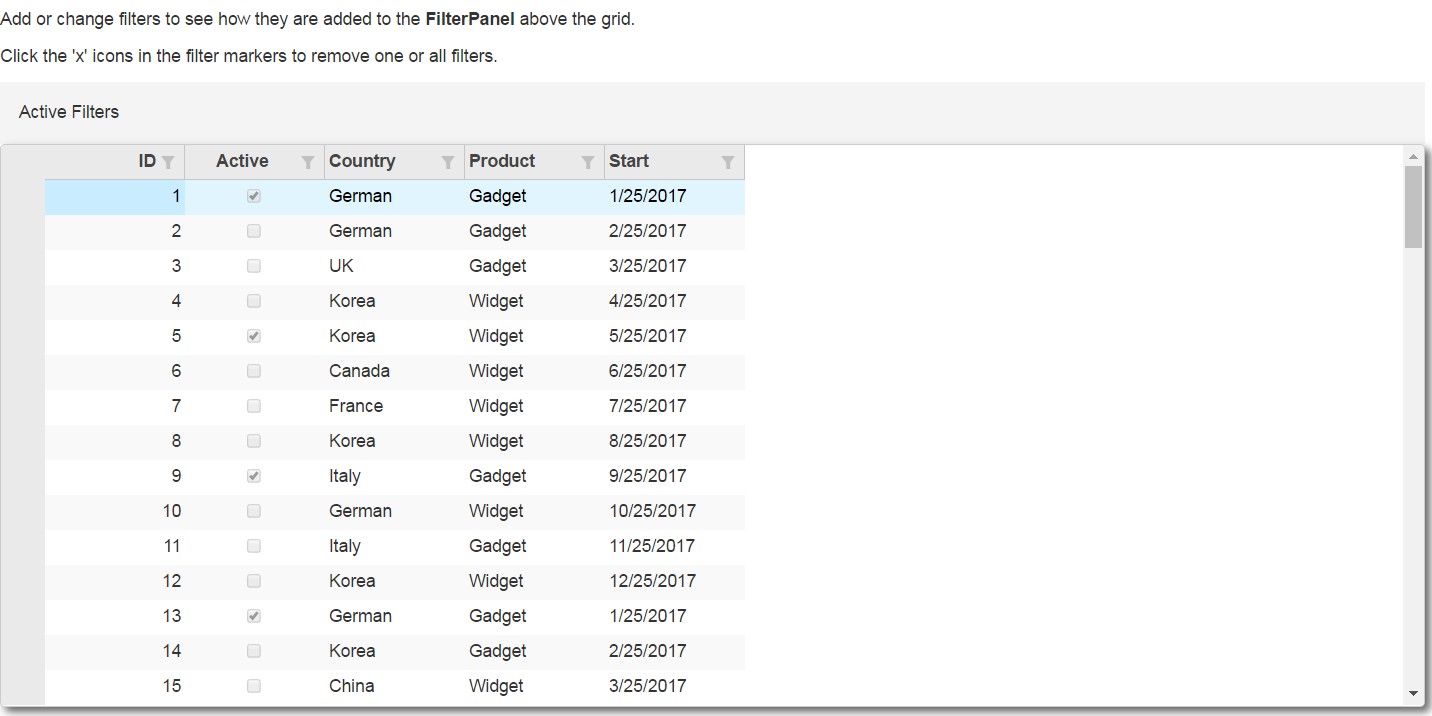 Add or change filters to see how they are added to the FilterPanel above the grid.
Click the 'x' icons in the filter markers to remove one or all filters.
Active Filters
ID Active Country Product Start
1 German Gadget 1/25/2017
2 German Gadget 2/25/2017
3 UK Gadget 3/25/2017
4 Korea Widget 4/25/2017
5 Korea Widget 5/25/2017
6 Canada Widget 6/25/2017
7 France Widget 7/25/2017
8 Korea Widget 8/25/2017
9 Italy Gadget 9/25/2017
10 German Widget 10/25/2017
11 Italy Gadget 11/25/2017
12 Korea Widget 12/25/2017
13 German Gadget 1/25/2017
14 Korea Gadget 2/25/2017
15 China Widget 3/25/2017